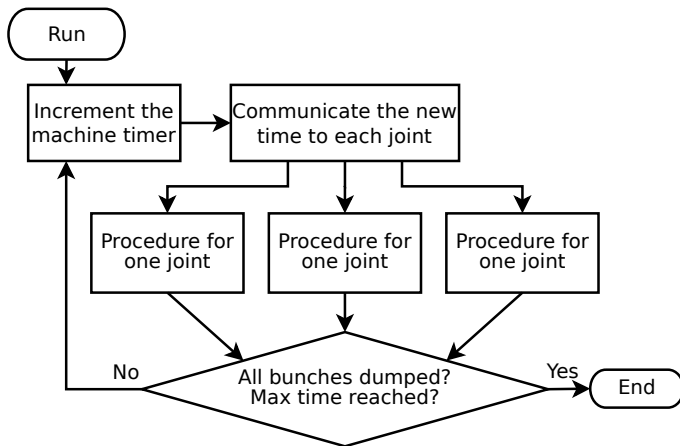 Run
Increment the
machine timer
Communicate the new
time to each joint
Procedure for
one joint
Procedure for
one joint
Procedure for
one joint
No
All bunches dumped?
Max time reached?
Yes
End